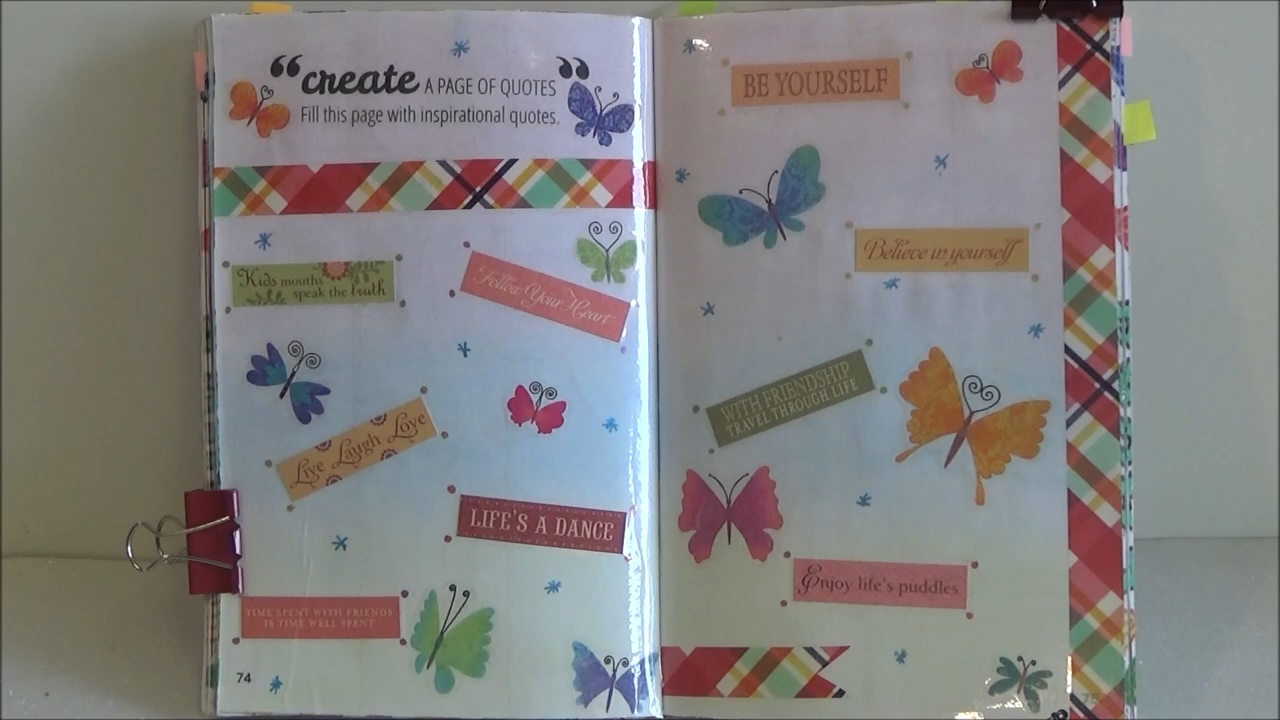 “create A PAGE OF QUOTES”
Fill this page with inspirational quotes.
Kids mouths
speak the truth
Follow Your Heart
Live Laugh Love
LIFE'S A DANCE
TIME SPENT WITH FRIENDS
IS TIME WELL SPENT
74
BE YOURSELF
Believe in yourself
WITH FRIENDSHIP
TRAVEL THROUGH LIFE
Enjoy life's puddles